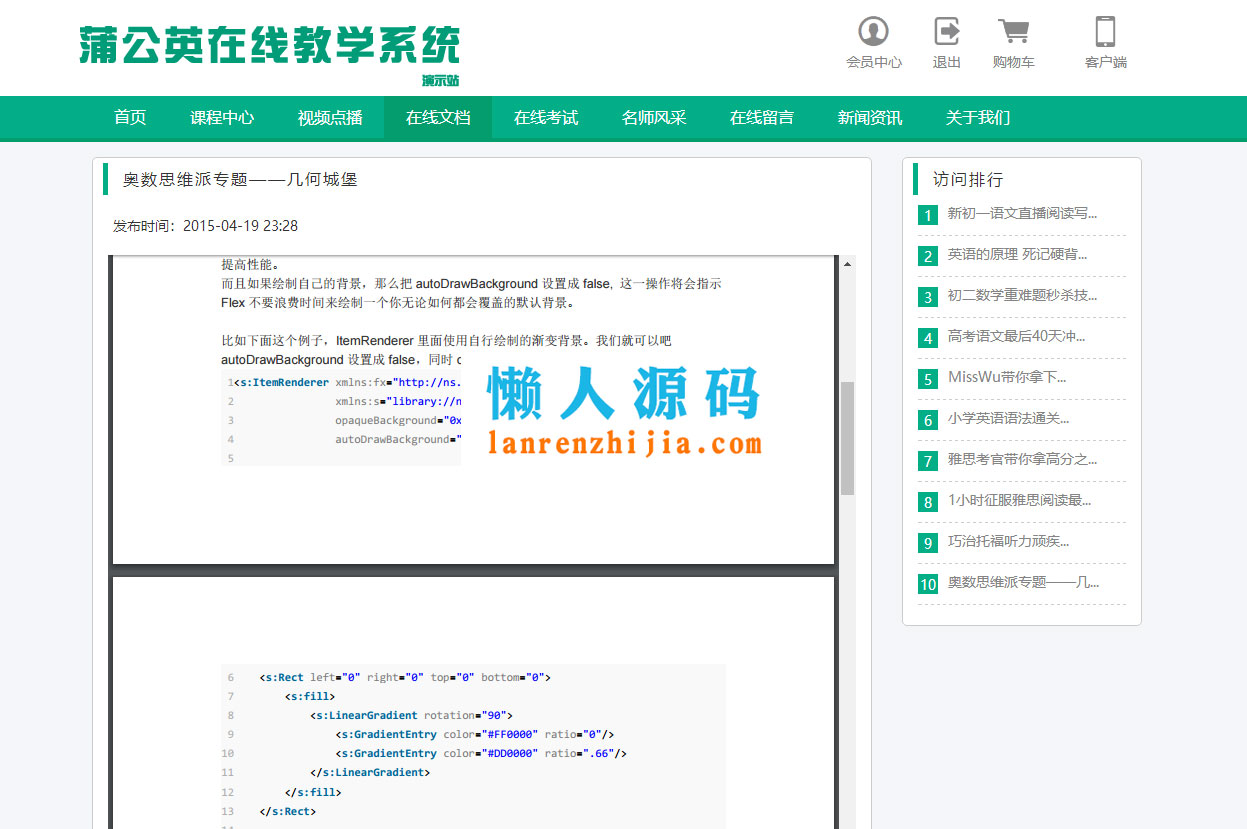 蒲公英在线教学系统
演示站
会员中心 退出 购物车 客户端
首页 课程中心 视频点播 在线文档 在线考试 名师风采 在线留言 新闻资讯 关于我们
奥数思维派专题——几何城堡
发布时间：2015-04-19 23:28
提高性能。
而且如果绘制自己的背景，那么把 autoDrawBackground 设置成 false, 这一操作将会指示
Flex 不要浪费时间来绘制一个你无论如何都会覆盖的默认背景。
比如下面这个例子，ItemRenderer 里面使用自行绘制的渐变背景。我们就可以吧
autoDrawBackground 设置成 false，同时
1<s:ItemRenderer xmlns:fx="http://ns.
2 xmlns:s="library://n
3 opaqueBackground="0x
4 autoDrawBackground="
5
懒人源码
lanrenzhijia.com
6 <s:Rect left="0" right="0" top="0" bottom="0">
7 <s:fill>
8 <s:LinearGradient rotation="90">
9 <s:GradientEntry color="#FF0000" ratio="0"/>
10 <s:GradientEntry color="#DD0000" ratio=".66"/>
11 </s:LinearGradient>
12 </s:fill>
13 </s:Rect>
访问排行
1 新初一语文直播阅读写...
2 英语的原理 死记硬背...
3 初二数学重难题秒杀技...
4 高考语文最后40天冲...
5 MissWu带你拿下...
6 小学英语语法通关...
7 雅思考官带你拿高分之...
8 1小时征服雅思阅读最...
9 巧治托福听力顽疾...
10 奥数思维派专题——几...